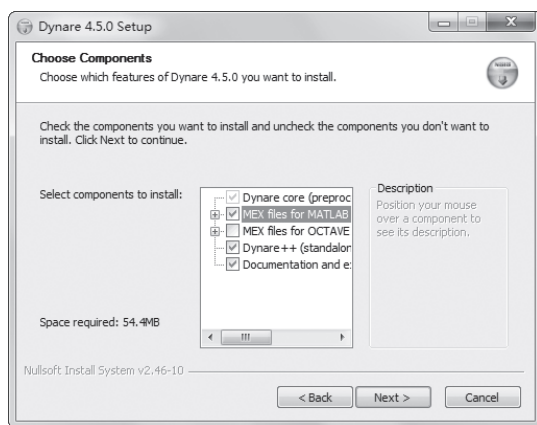 Dynare 4.5.0 Setup
Choose Components
Choose which features of Dynare 4.5.0 you want to install.
Check the components you want to install and uncheck the components you don't want to
install. Click Next to continue.
Select components to install:
Dynare core (preproc
MEX files for MATLAB
MEX files for OCTAVE
Dynare++ (standalor
Documentation and e
Description
Position your mouse
over a component to
see its description.
Space required: 54.4MB
Nullsoft Install System v2.46-10
< Back
Next >
Cancel